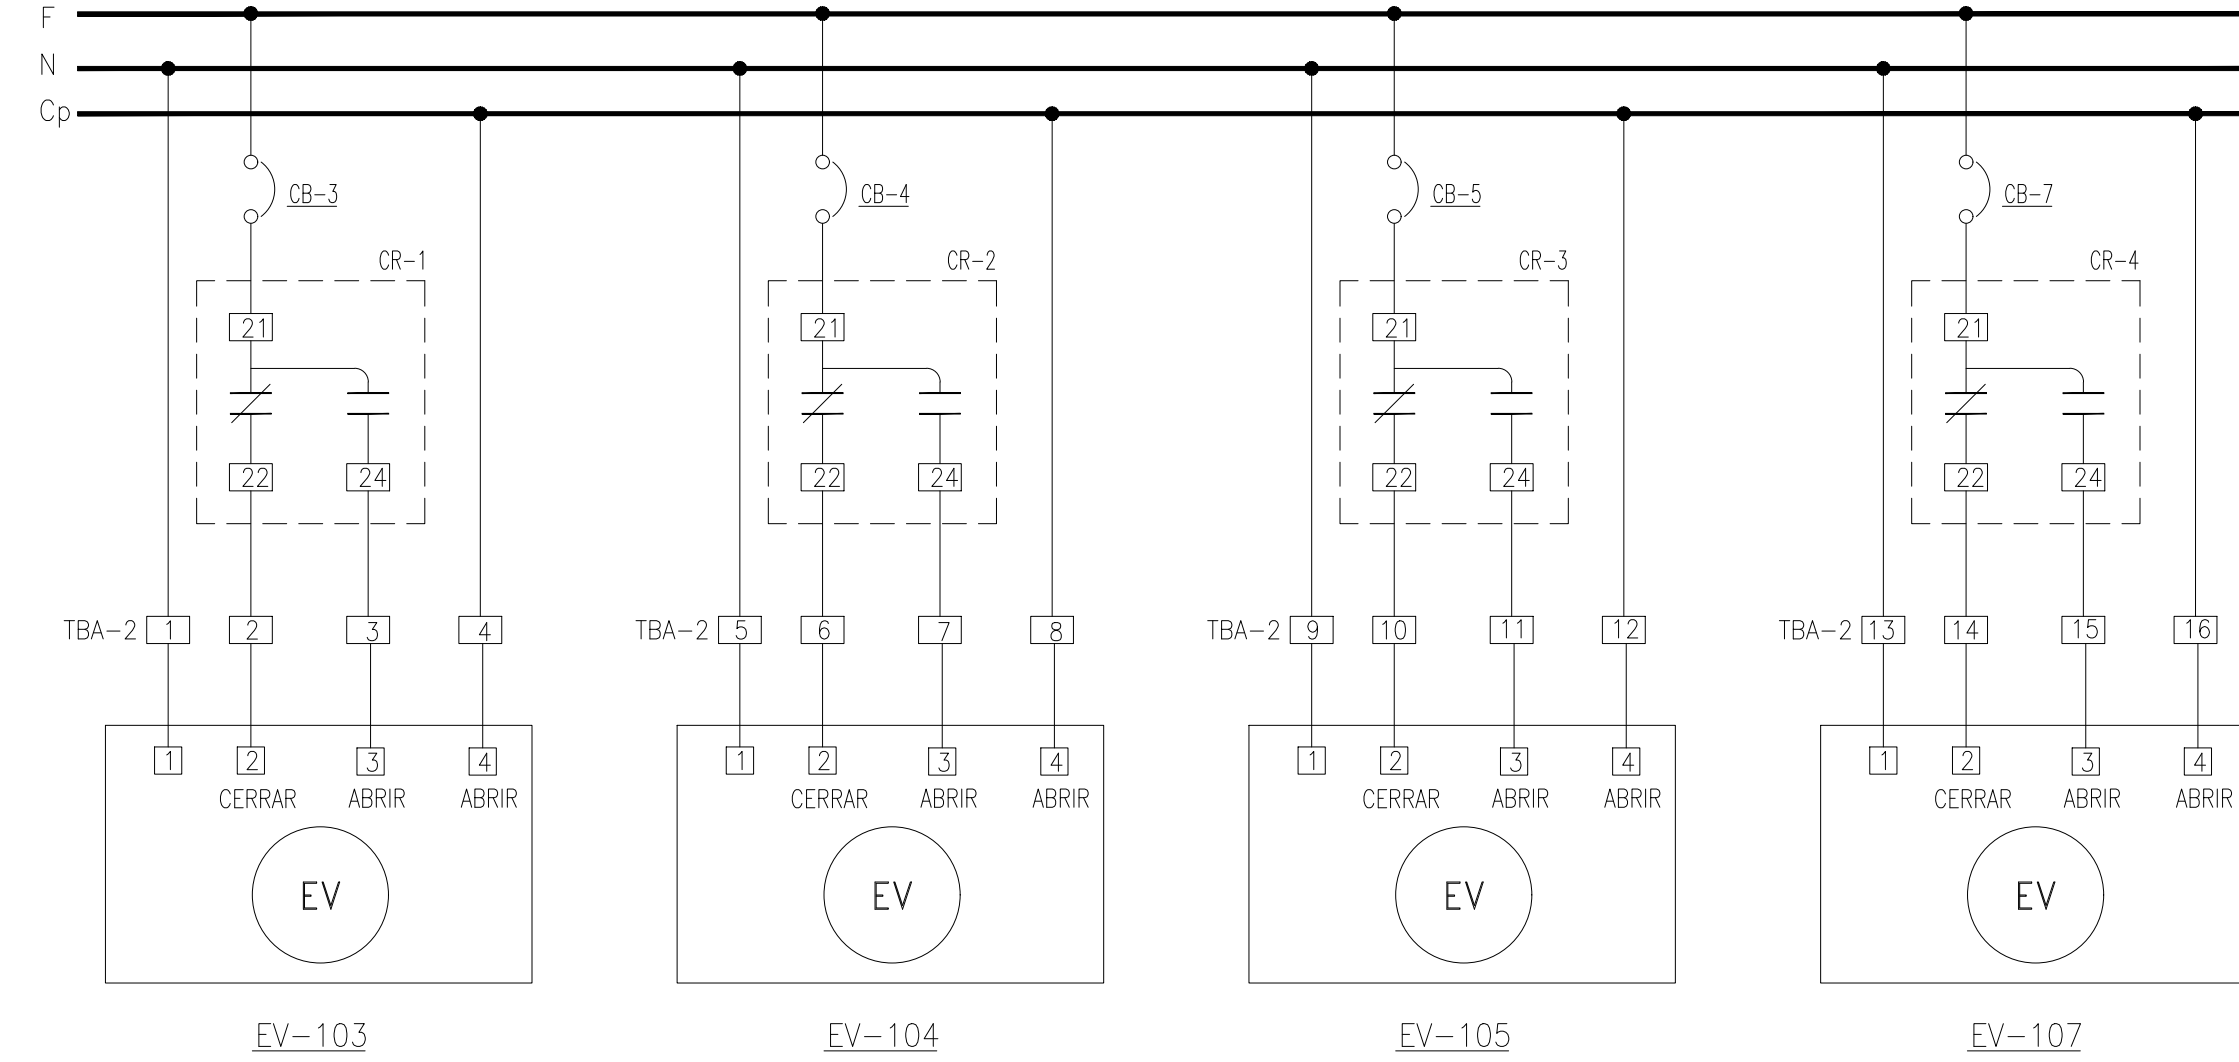 F
N
Cp
CB-3 CB-4 CB-5 CB-7
CR-1 CR-2 CR-3 CR-4
21 21 21 21
22 24 22 24 22 24 22 24
TBA-2 1 2 3 4 TBA-2 5 6 7 8 TBA-2 9 10 11 12 TBA-2 13 14 15 16
1 2 3 4 1 2 3 4 1 2 3 4 1 2 3 4
CERRAR ABRIR ABRIR CERRAR ABRIR ABRIR CERRAR ABRIR ABRIR CERRAR ABRIR ABRIR
EV EV EV EV
EV-103 EV-104 EV-105 EV-107